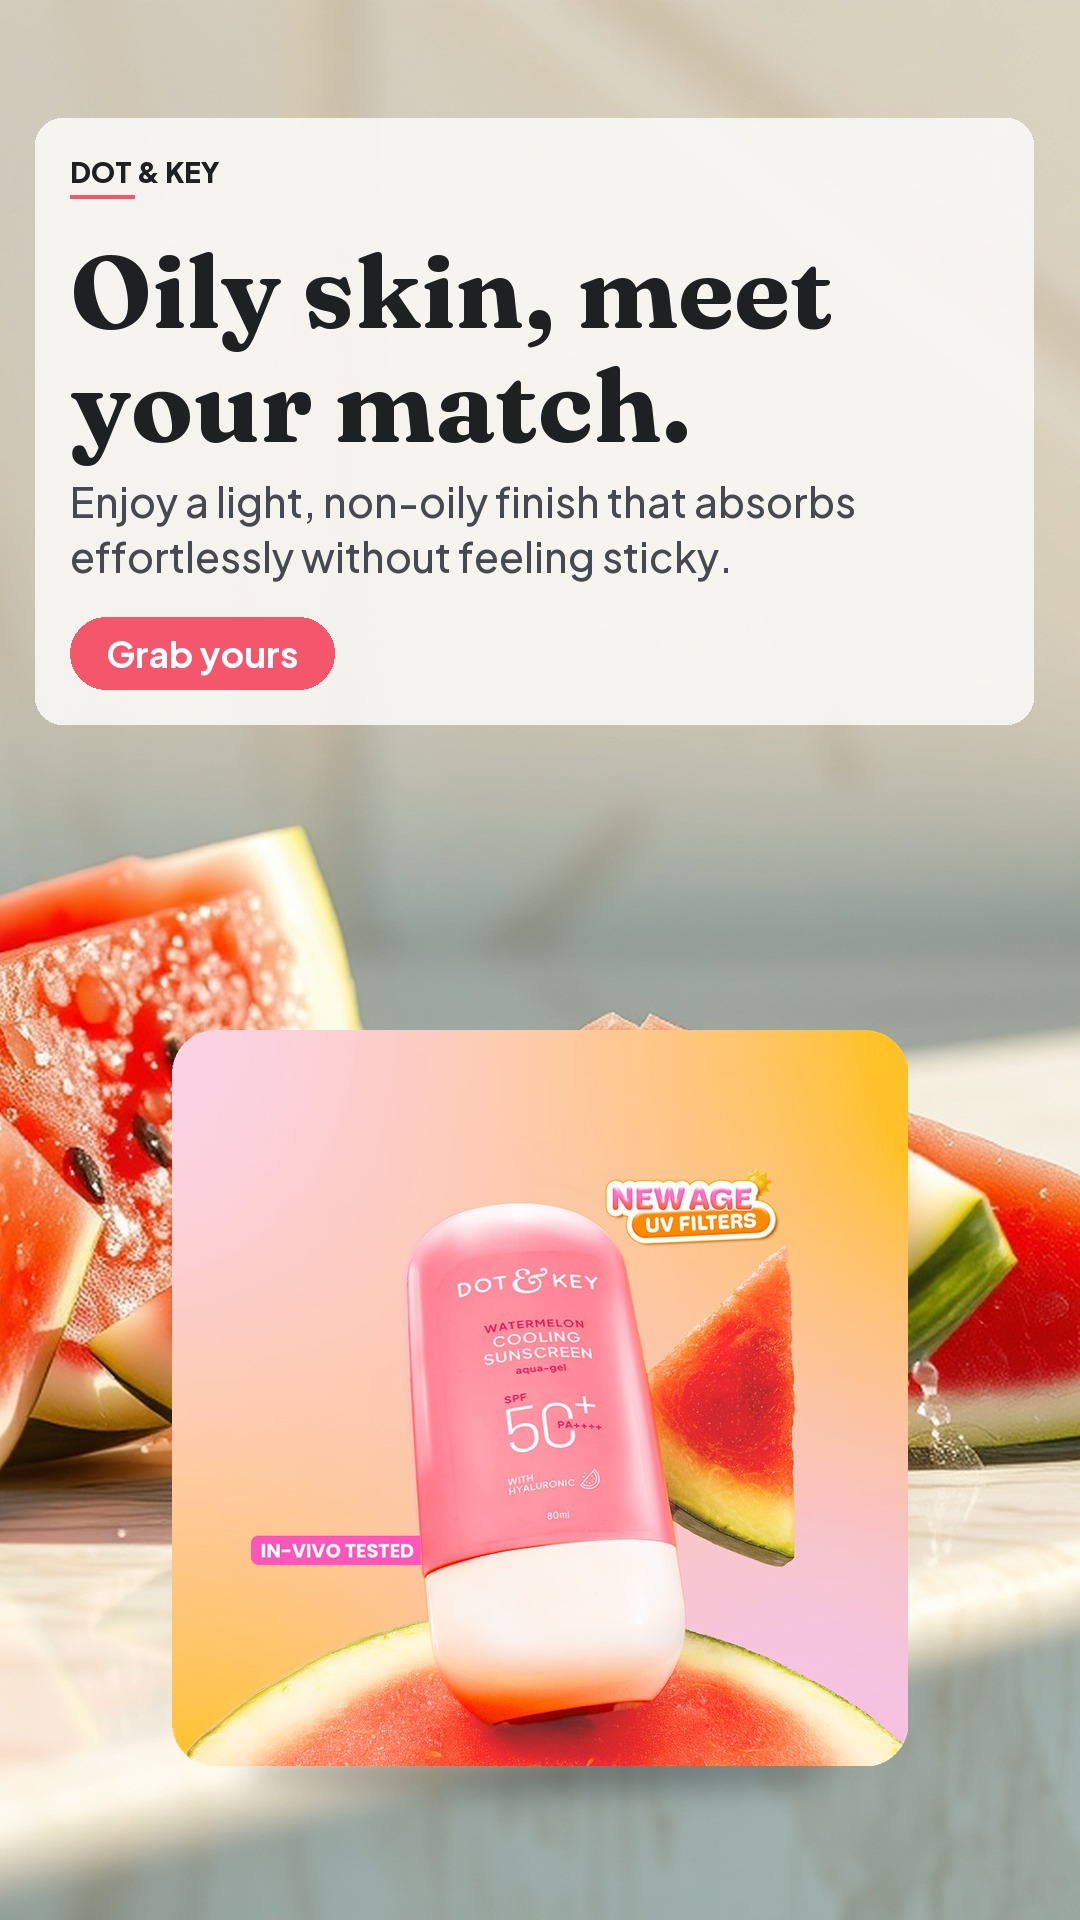 DOT & KEY
Oily skin, meet
your match.
Enjoy a light, non-oily finish that absorbs
effortlessly without feeling sticky.
Grab yours
NEW AGE
UV FILTERS
DOT & KEY
WATERMELON
COOLING
SUNSCREEN
aqua-gel
SPF
50+
PA++++
WITH
HYALURONIC
80ml
IN-VIVO TESTED